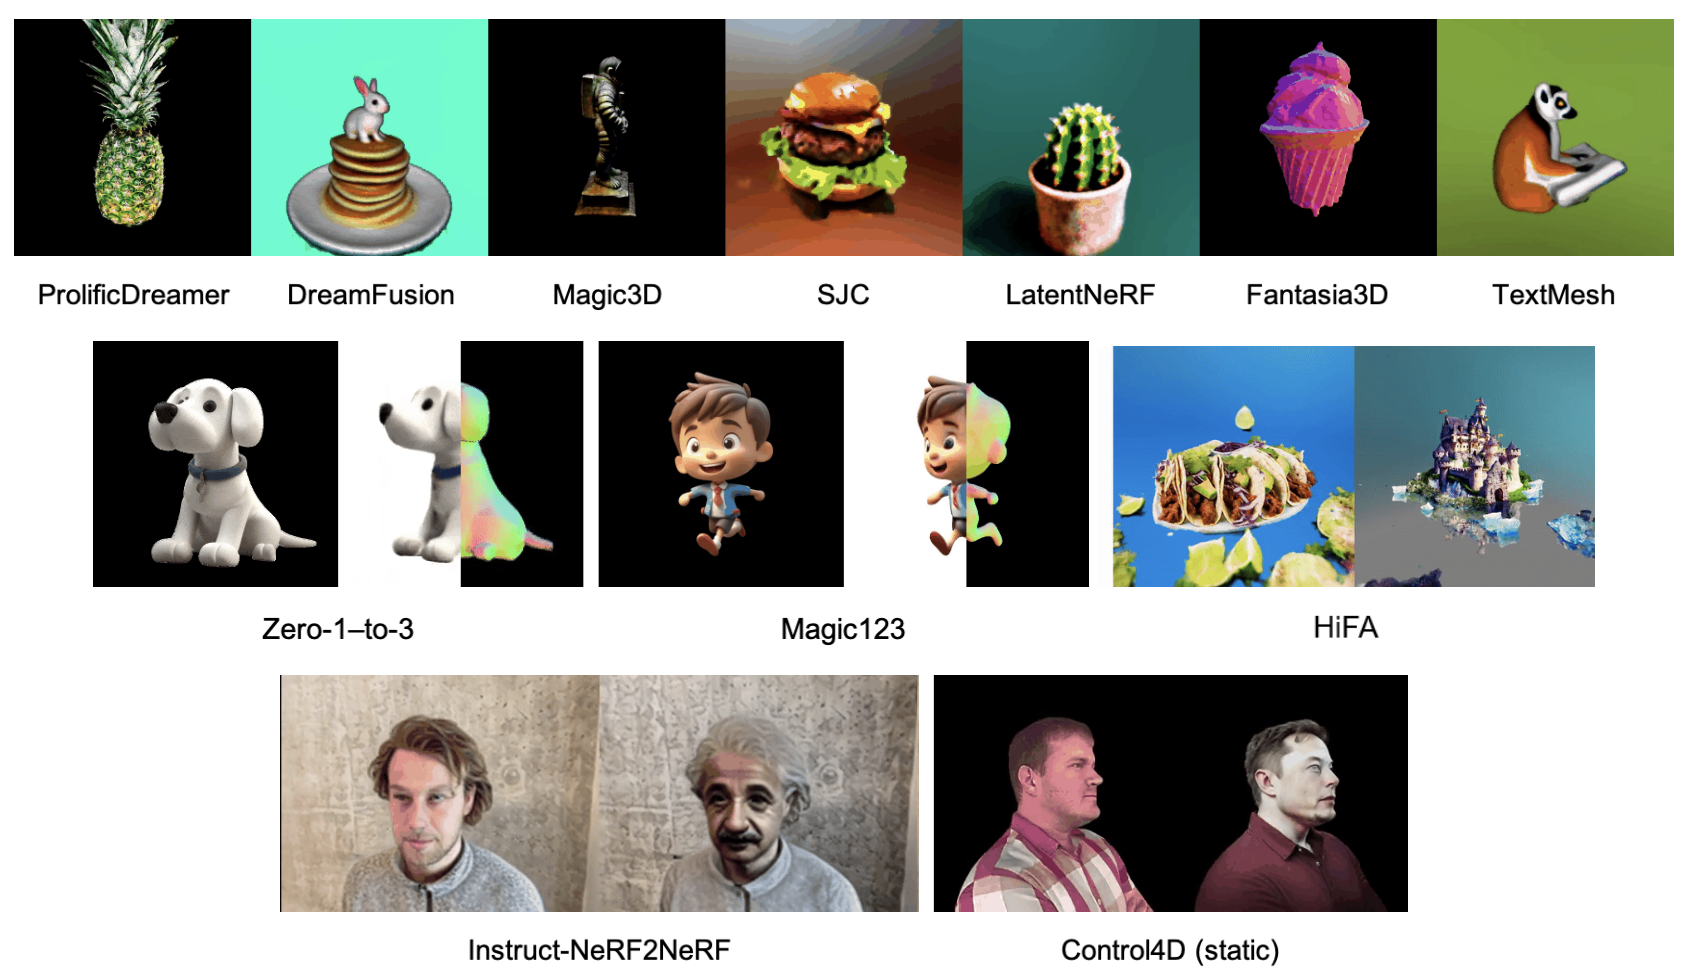 ProlificDreamer DreamFusion Magic3D SJC LatentNeRF Fantasia3D TextMesh
Zero-1–to-3 Magic123 HiFA
Instruct-NeRF2NeRF Control4D (static)